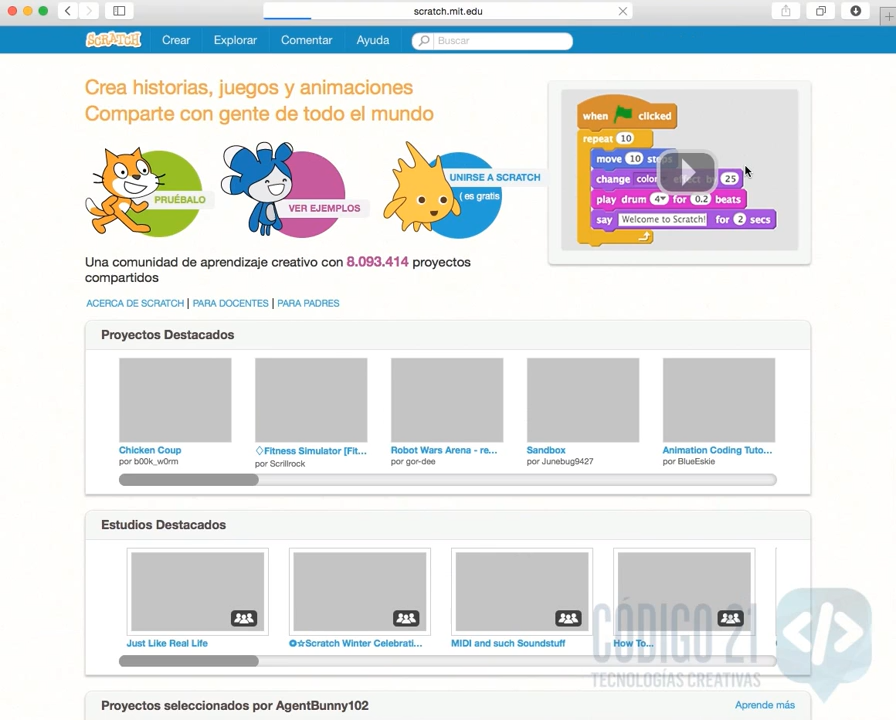 scratch.mit.edu
SCRATCH Crear Explorar Comentar Ayuda Buscar
Crea historias, juegos y animaciones
Comparte con gente de todo el mundo
PRUÉBALO
VER EJEMPLOS
UNIRSE A SCRATCH
( es gratis
when clicked
repeat 10
move 10 steps
change color effect by 25
play drum 4 for 0.2 beats
say Welcome to Scratch! for 2 secs
Una comunidad de aprendizaje creativo con 8.093.414 proyectos
compartidos
ACERCA DE SCRATCH | PARA DOCENTES | PARA PADRES
Proyectos Destacados
Chicken Coup
por b00k_w0rm
♢Fitness Simulator [Fit...
por Scrillrock
Robot Wars Arena - re...
por gor-dee
Sandbox
por Junebug9427
Animation Coding Tuto...
por BlueEskie
Estudios Destacados
Just Like Real Life
✪☆Scratch Winter Celebrati...
MIDI and such Soundstuff
How To...
CÓDIGO 21
TECNOLOGÍAS CREATIVAS
Proyectos seleccionados por AgentBunny102
Aprende más